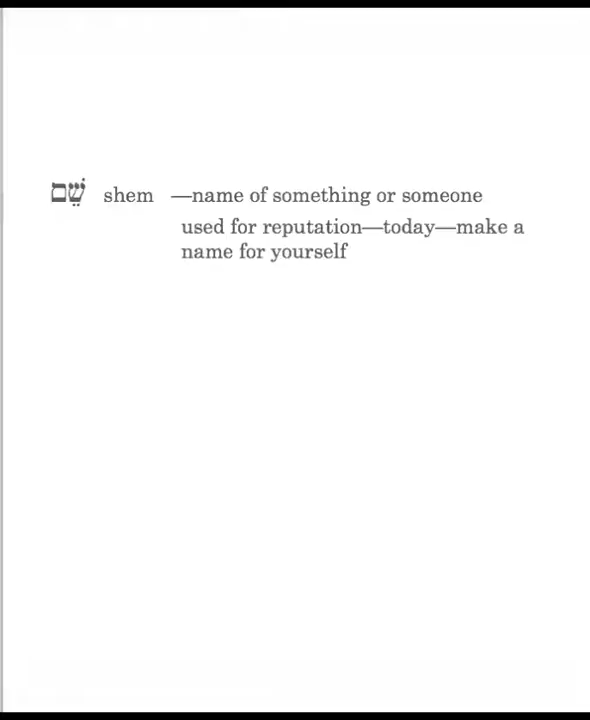 שֵׁם shem —name of something or someone
used for reputation—today—make a
name for yourself